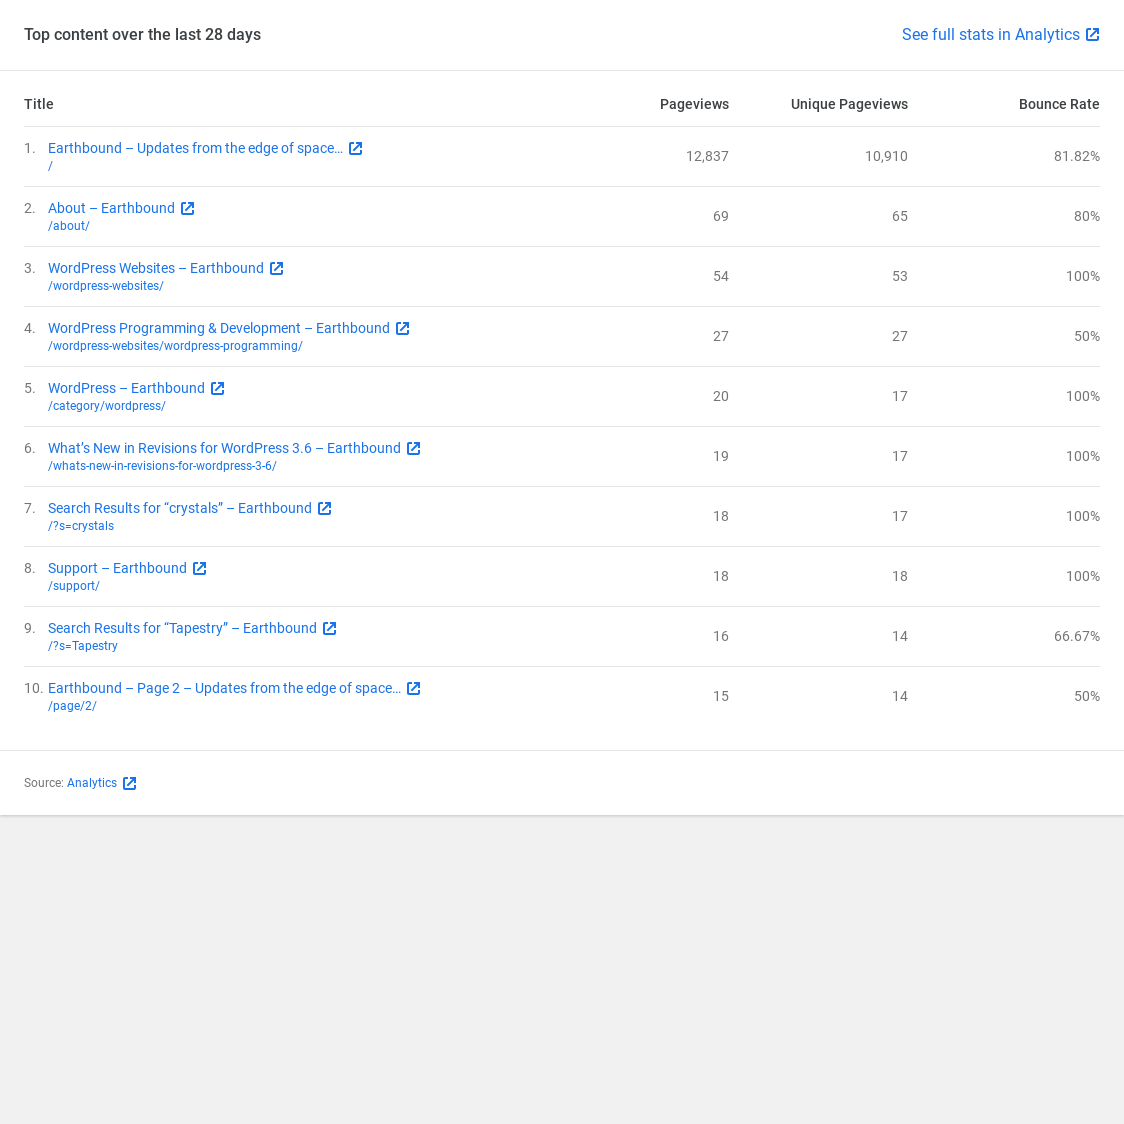 Top content over the last 28 days See full stats in Analytics
Title Pageviews Unique Pageviews Bounce Rate
1. Earthbound – Updates from the edge of space… 12,837 10,910 81.82%
/
2. About – Earthbound 69 65 80%
/about/
3. WordPress Websites – Earthbound 54 53 100%
/wordpress-websites/
4. WordPress Programming & Development – Earthbound 27 27 50%
/wordpress-websites/wordpress-programming/
5. WordPress – Earthbound 20 17 100%
/category/wordpress/
6. What’s New in Revisions for WordPress 3.6 – Earthbound 19 17 100%
/whats-new-in-revisions-for-wordpress-3-6/
7. Search Results for “crystals” – Earthbound 18 17 100%
/?s=crystals
8. Support – Earthbound 18 18 100%
/support/
9. Search Results for “Tapestry” – Earthbound 16 14 66.67%
/?s=Tapestry
10. Earthbound – Page 2 – Updates from the edge of space… 15 14 50%
/page/2/
Source: Analytics